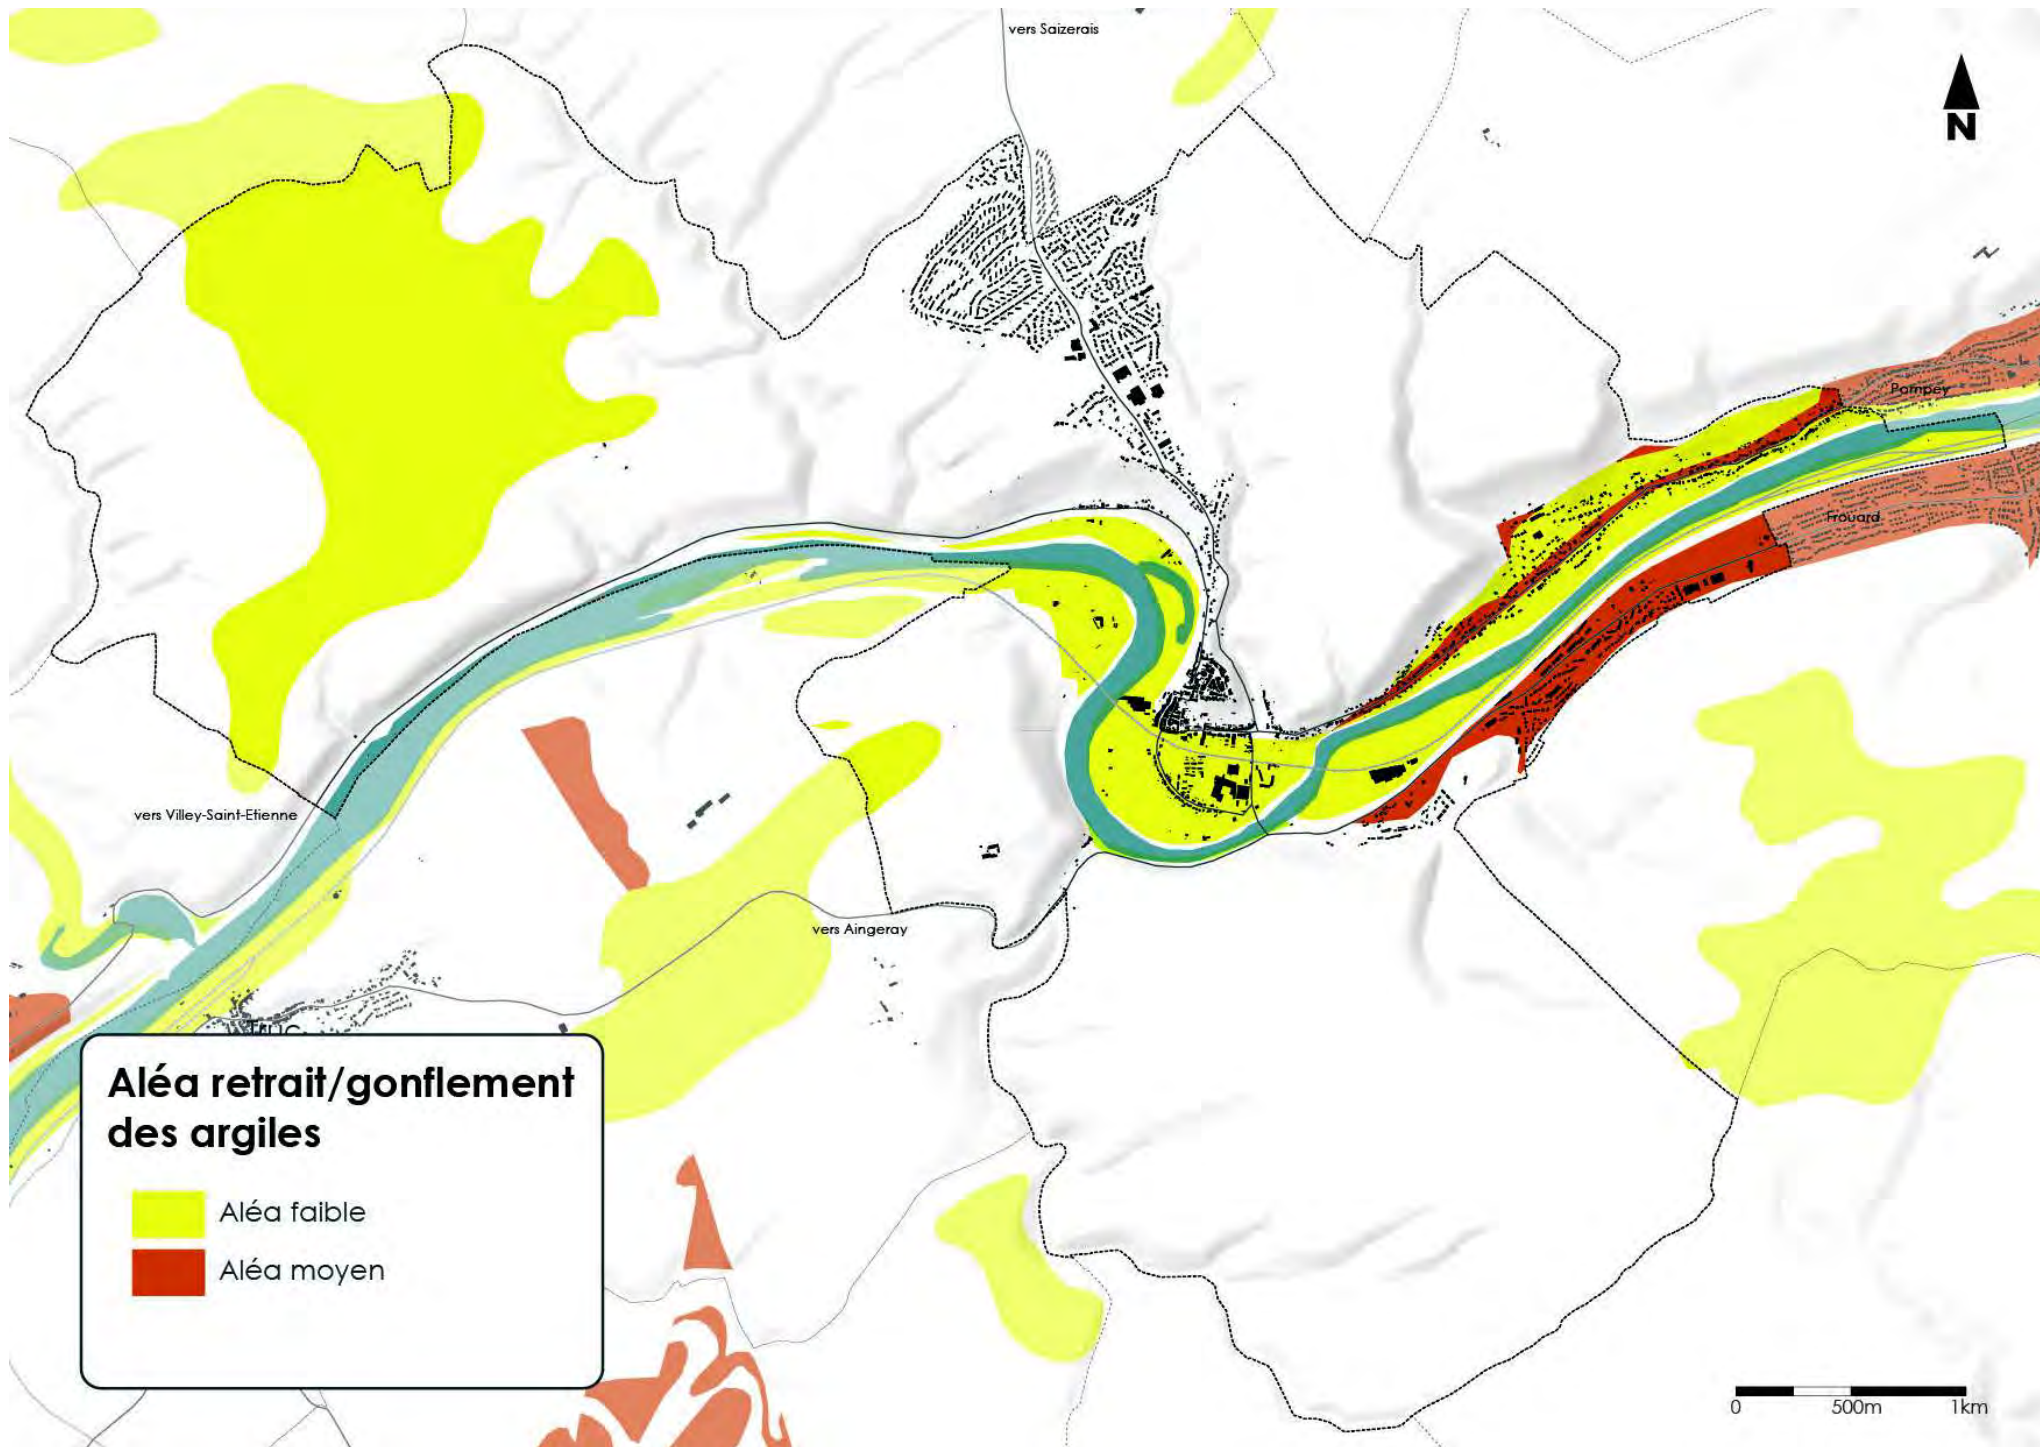 vers Saizerais
N
Pompey
Frouard
vers Villey-Saint-Etienne
vers Aingeray
Aléa retrait/gonflement
des argiles
Aléa faible
Aléa moyen
0 500m 1km